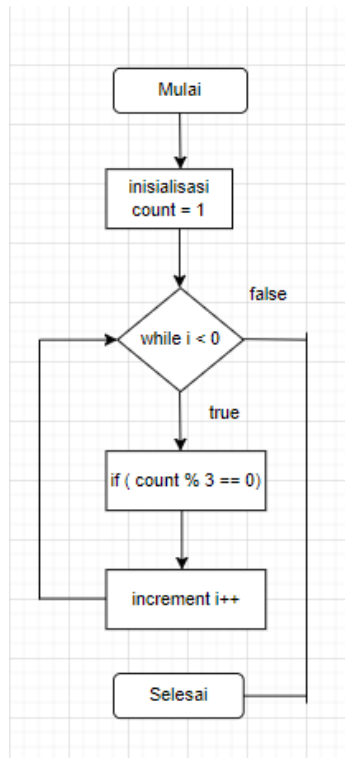 Mulai
inisialisasi
count = 1
false
while i < 0
true
if ( count % 3 == 0)
increment i++
Selesai